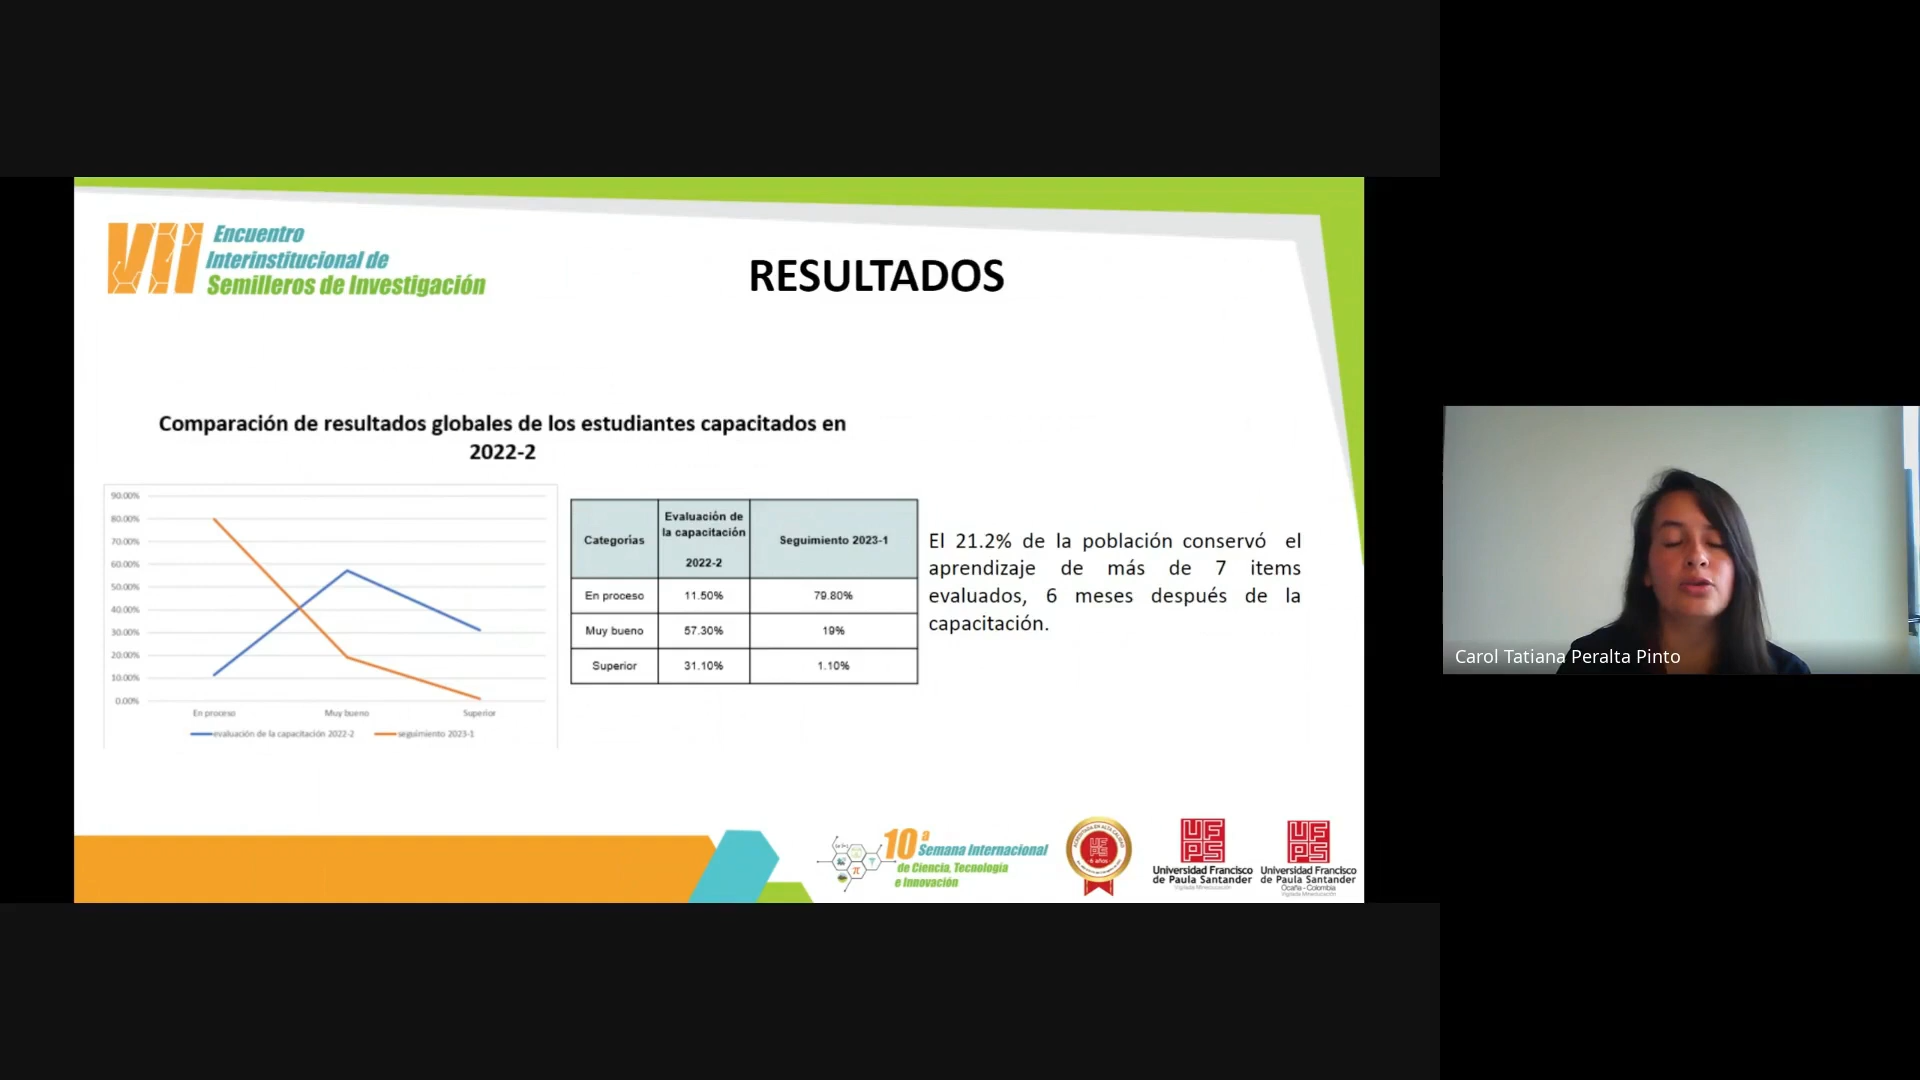 VII Encuentro
Interinstitucional de
Semilleros de Investigación
RESULTADOS
Comparación de resultados globales de los estudiantes capacitados en
2022-2
90.00%
80.00%
70.00%
60.00%
50.00%
40.00%
30.00%
20.00%
10.00%
0.00%
En proceso Muy bueno Superior
evaluación de la capacitación 2022-2 seguimiento 2023-1
Categorías Evaluación de la capacitación 2022-2 Seguimiento 2023-1
En proceso 11.50% 79.80%
Muy bueno 57.30% 19%
Superior 31.10% 1.10%
El 21.2% de la población conservó el
aprendizaje de más de 7 items
evaluados, 6 meses después de la
capacitación.
Carol Tatiana Peralta Pinto
10ª Semana Internacional
de Ciencia, Tecnología
e Innovación
UFPS
6 años
UFPS
Universidad Francisco
de Paula Santander
Vigilada Mineducación
UFPS
Universidad Francisco
de Paula Santander
Ocaña - Colombia
Vigilada Mineducación